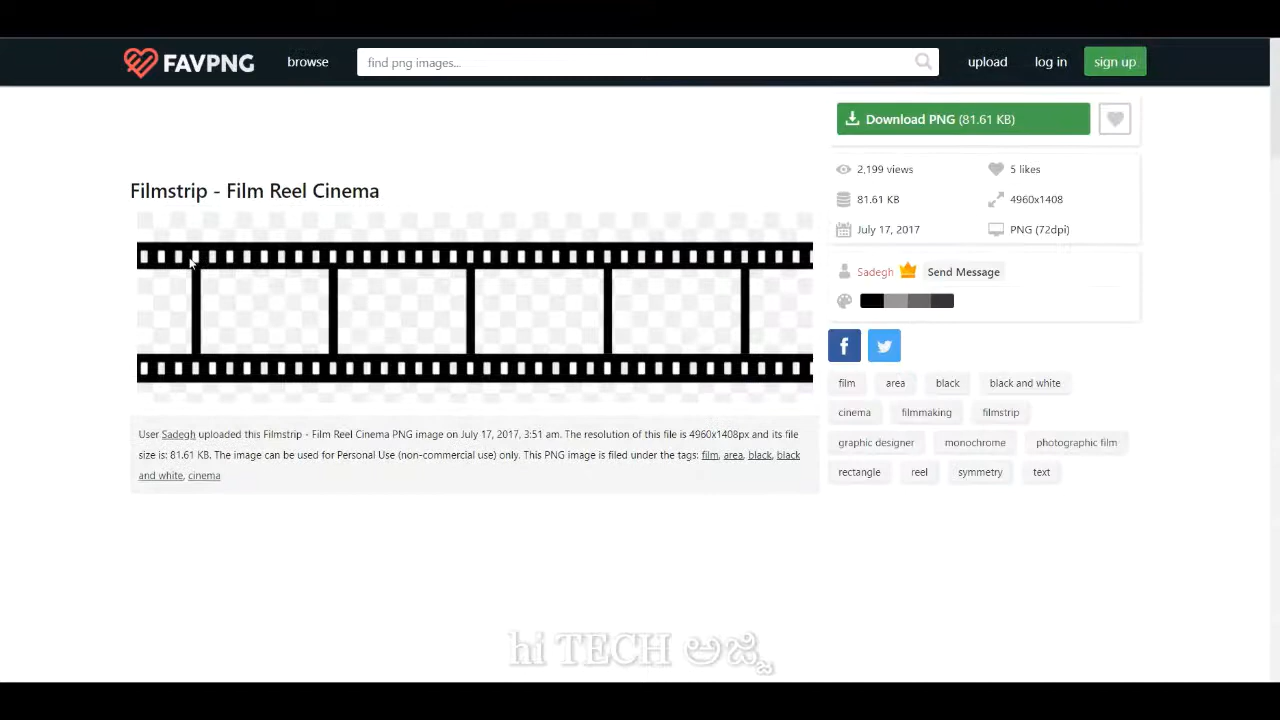 FAVPNG browse find png images... upload log in sign up
Download PNG (81.61 KB)
2,199 views 5 likes
81.61 KB 4960x1408
July 17, 2017 PNG (72dpi)
Sadegh Send Message
Filmstrip - Film Reel Cinema
User Sadegh uploaded this Filmstrip - Film Reel Cinema PNG image on July 17, 2017, 3:51 am. The resolution of this file is 4960x1408px and its file
size is: 81.61 KB. The image can be used for Personal Use (non-commercial use) only. This PNG image is filed under the tags: film, area, black, black
and white, cinema
film area black black and white
cinema filmmaking filmstrip
graphic designer monochrome photographic film
rectangle reel symmetry text
hi TECH ಅಜ್ಜ